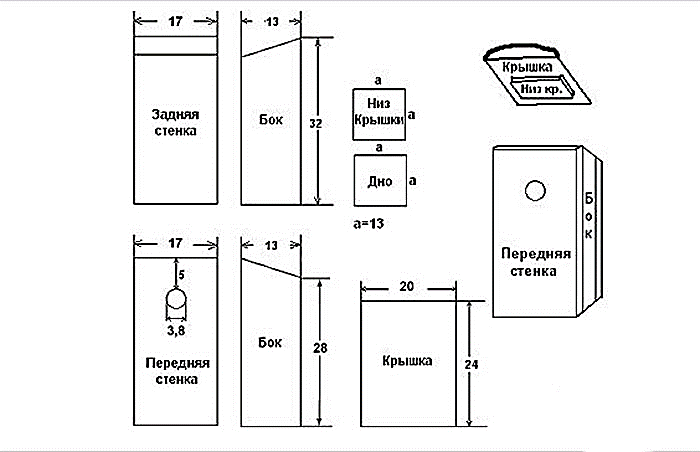 17
13
Задняя
стенка
Бок
32
а
Низ
Крышки
а
а
Дно
а
а=13
Крышка
Низ кр.
Передняя
стенка
Бок
17
13
5
3,8
Передняя
стенка
Бок
28
20
Крышка
24